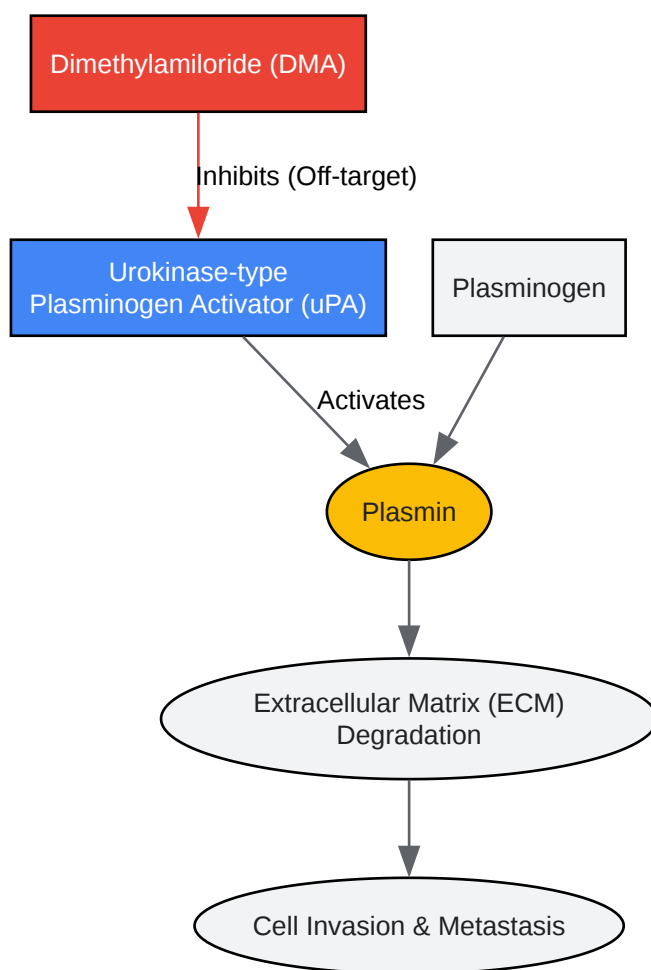 Dimethylamiloride (DMA)
Inhibits (Off-target)
Urokinase-type
Plasminogen Activator (uPA)
Plasminogen
Activates
Plasmin
Extracellular Matrix (ECM)
Degradation
Cell Invasion & Metastasis